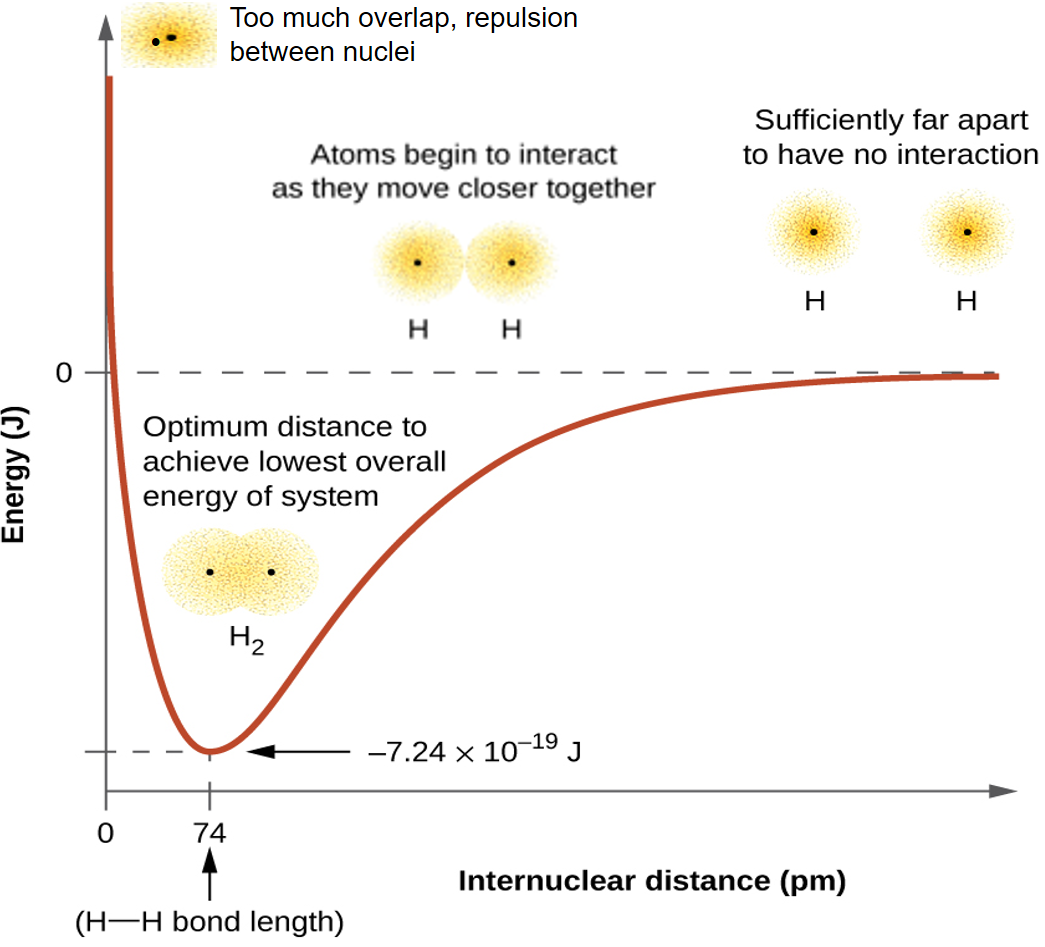 Too much overlap, repulsion
between nuclei
Sufficiently far apart
to have no interaction
Atoms begin to interact
as they move closer together
H H
H H
0
Optimum distance to
achieve lowest overall
energy of system
H₂
Energy (J)
–7.24 × 10⁻¹⁹ J
0 74
Internuclear distance (pm)
(H—H bond length)